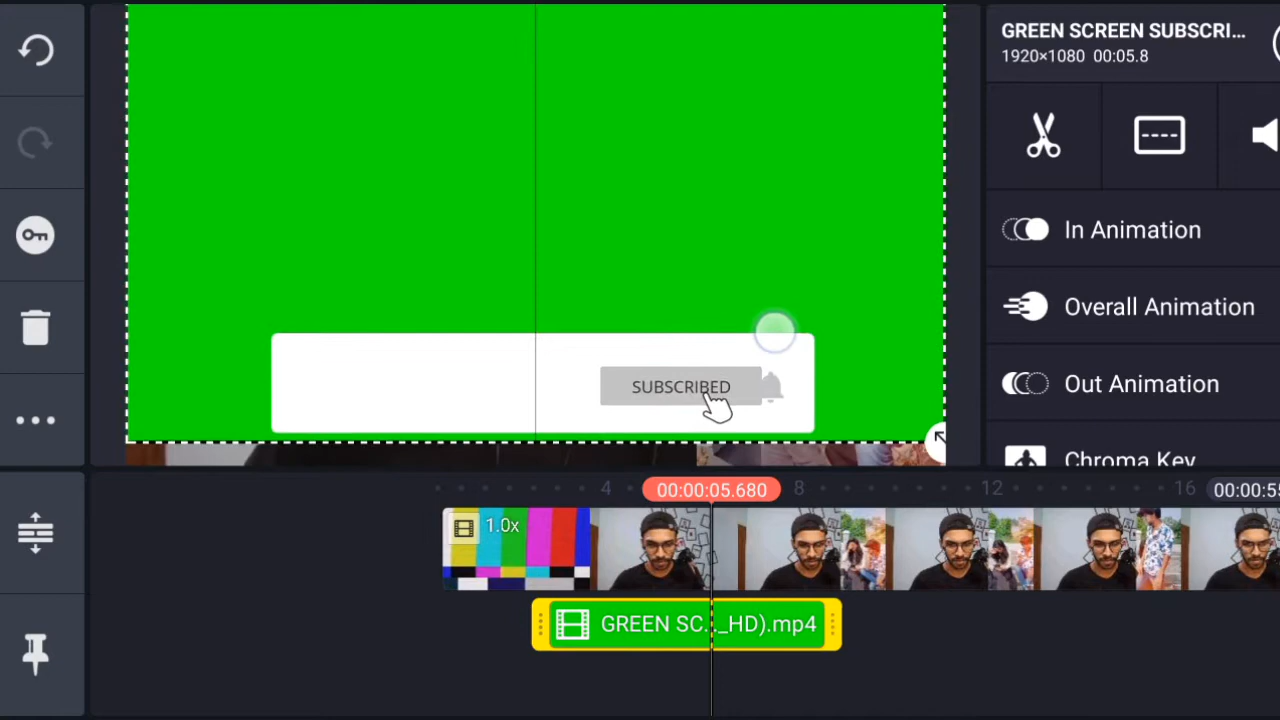 GREEN SCREEN SUBSCRI...
1920×1080 00:05.8
In Animation
Overall Animation
Out Animation
Chroma Key
SUBSCRIBED
4
00:00:05.680
8
12
16
00:00:55
1.0x
GREEN SC..._HD).mp4